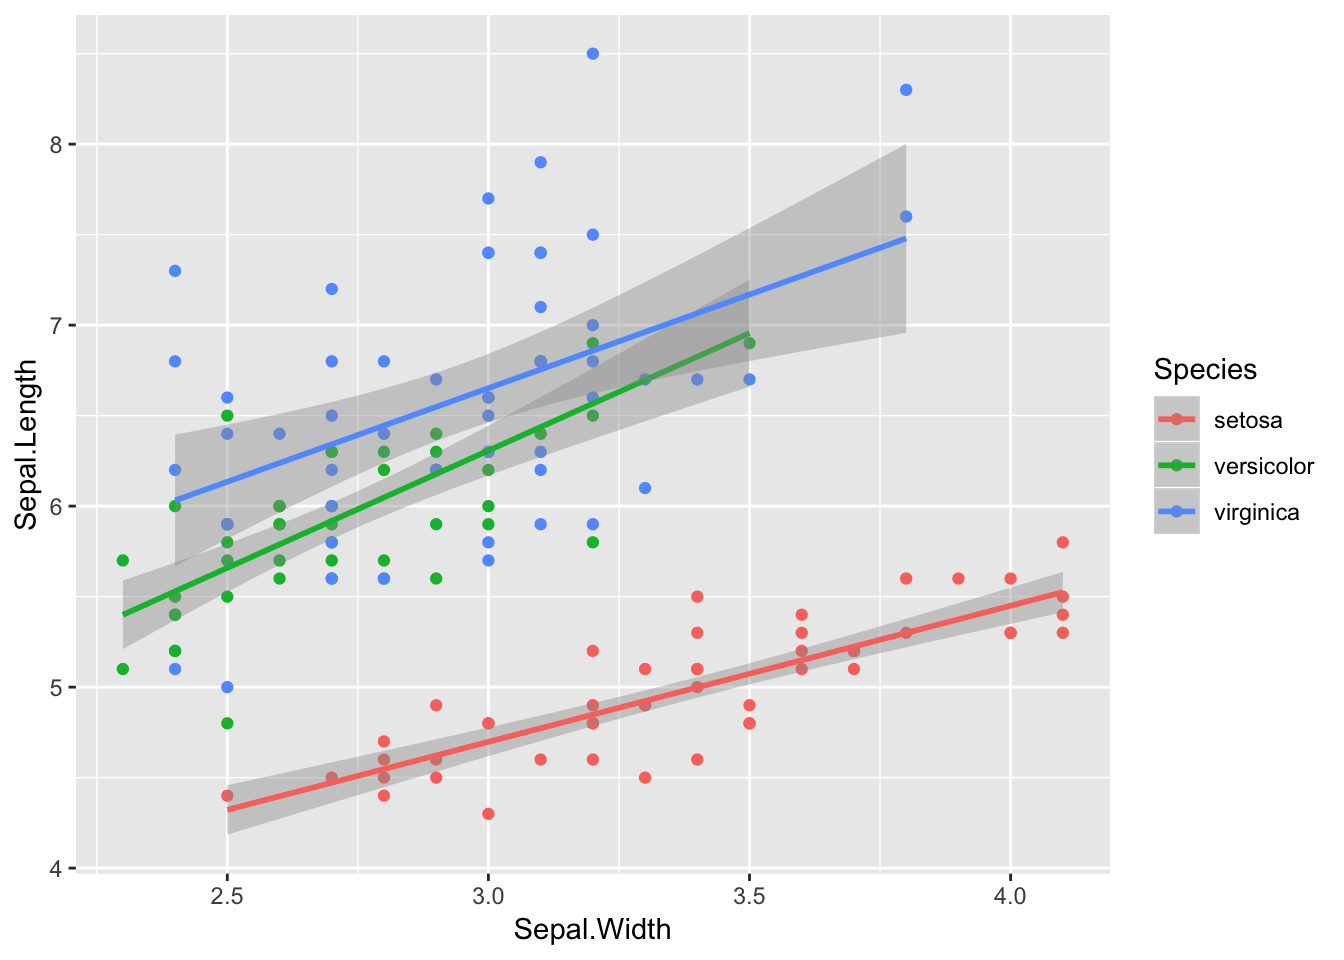 Sepal.Length
8
7
6
5
4
2.5 3.0 3.5 4.0
Sepal.Width
Species
setosa
versicolor
virginica